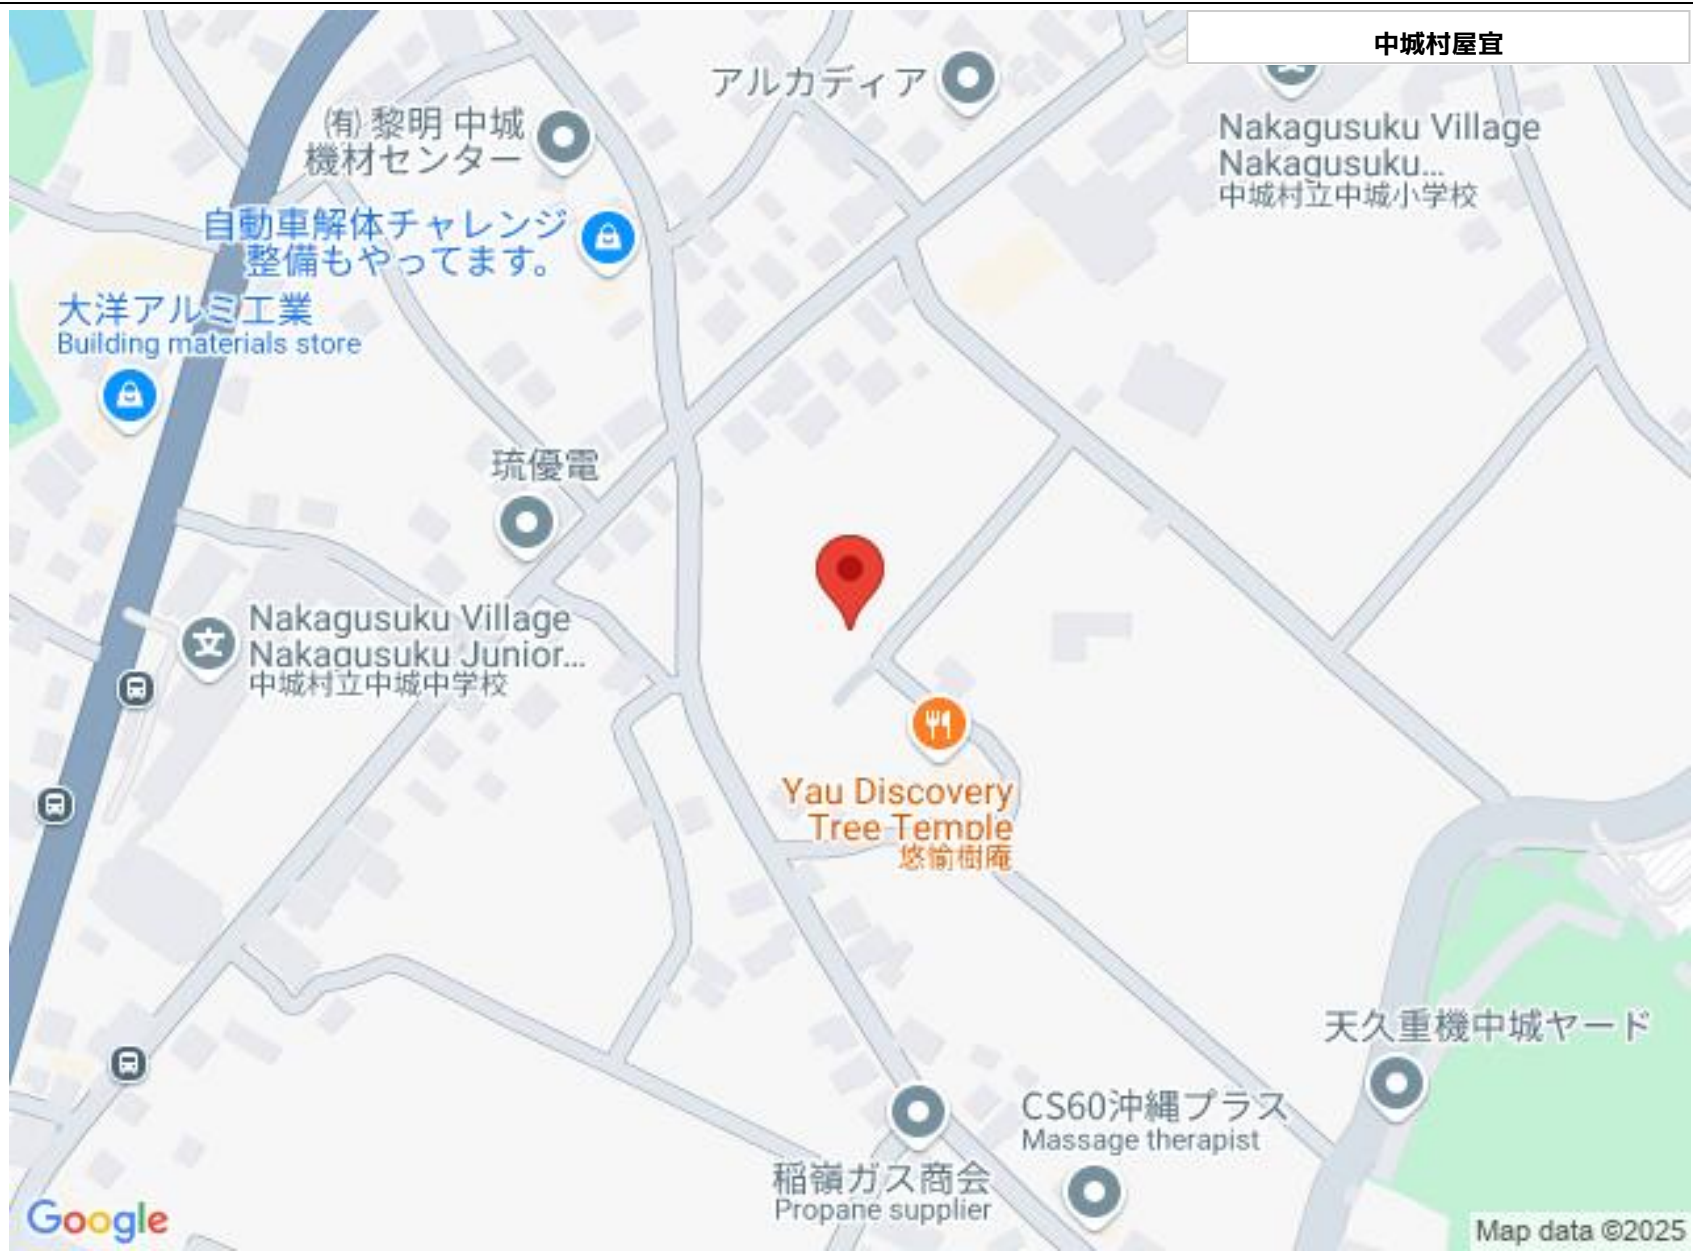 中城村屋宜
アルカディア
㈲ 黎明 中城
機材センター
Nakagusuku Village
Nakagusuku...
中城村立中城小学校
自動車解体チャレンジ
整備もやってます。
大洋アルミ工業
Building materials store
琉優電
Nakagusuku Village
Nakagusuku Junior...
中城村立中城中学校
Yau Discovery
Tree Temple
悠愉樹庵
天久重機中城ヤード
CS60沖縄プラス
Massage therapist
稲嶺ガス商会
Propane supplier
Google
Map data ©2025